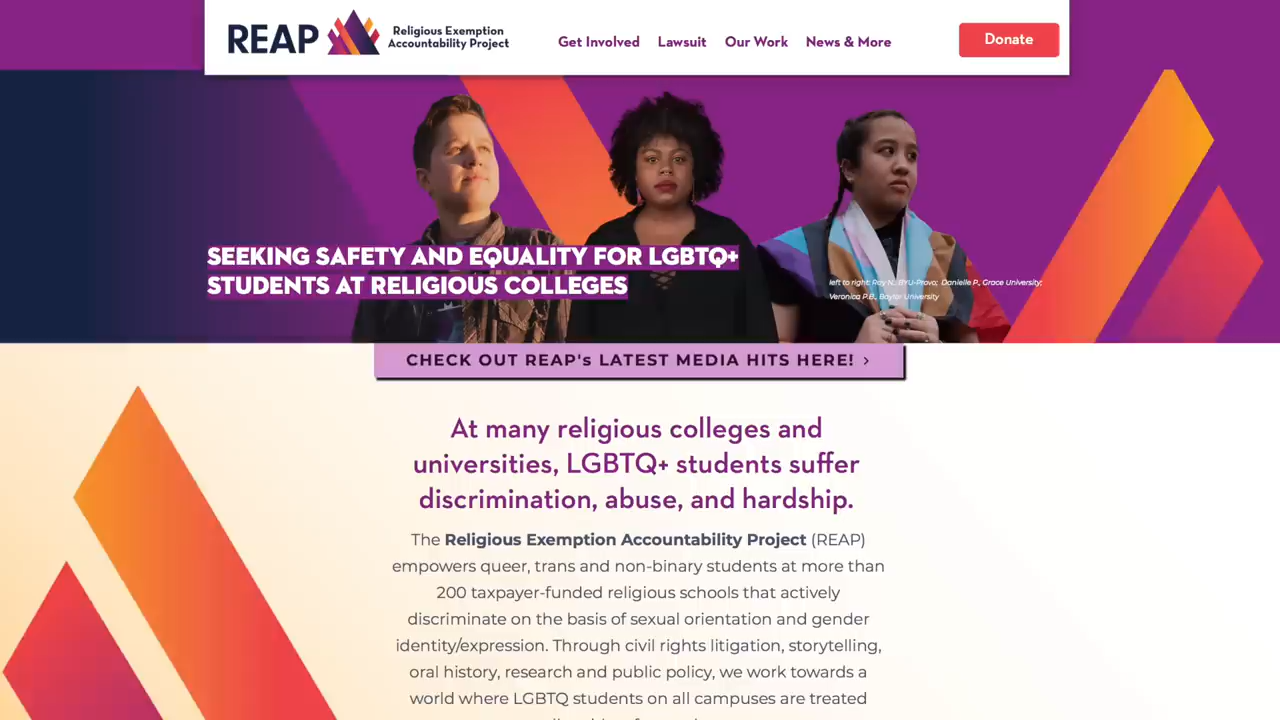 REAP
Religious Exemption
Accountability Project
Get Involved
Lawsuit
Our Work
News & More
Donate
SEEKING SAFETY AND EQUALITY FOR LGBTQ+
STUDENTS AT RELIGIOUS COLLEGES
left to right: Ray N., BYU-Provo; Danielle P., Grace University;
Veronica P.B., Baylor University
CHECK OUT REAP's LATEST MEDIA HITS HERE! >
At many religious colleges and
universities, LGBTQ+ students suffer
discrimination, abuse, and hardship.
The Religious Exemption Accountability Project (REAP)
empowers queer, trans and non-binary students at more than
200 taxpayer-funded religious schools that actively
discriminate on the basis of sexual orientation and gender
identity/expression. Through civil rights litigation, storytelling,
oral history, research and public policy, we work towards a
world where LGBTQ students on all campuses are treated